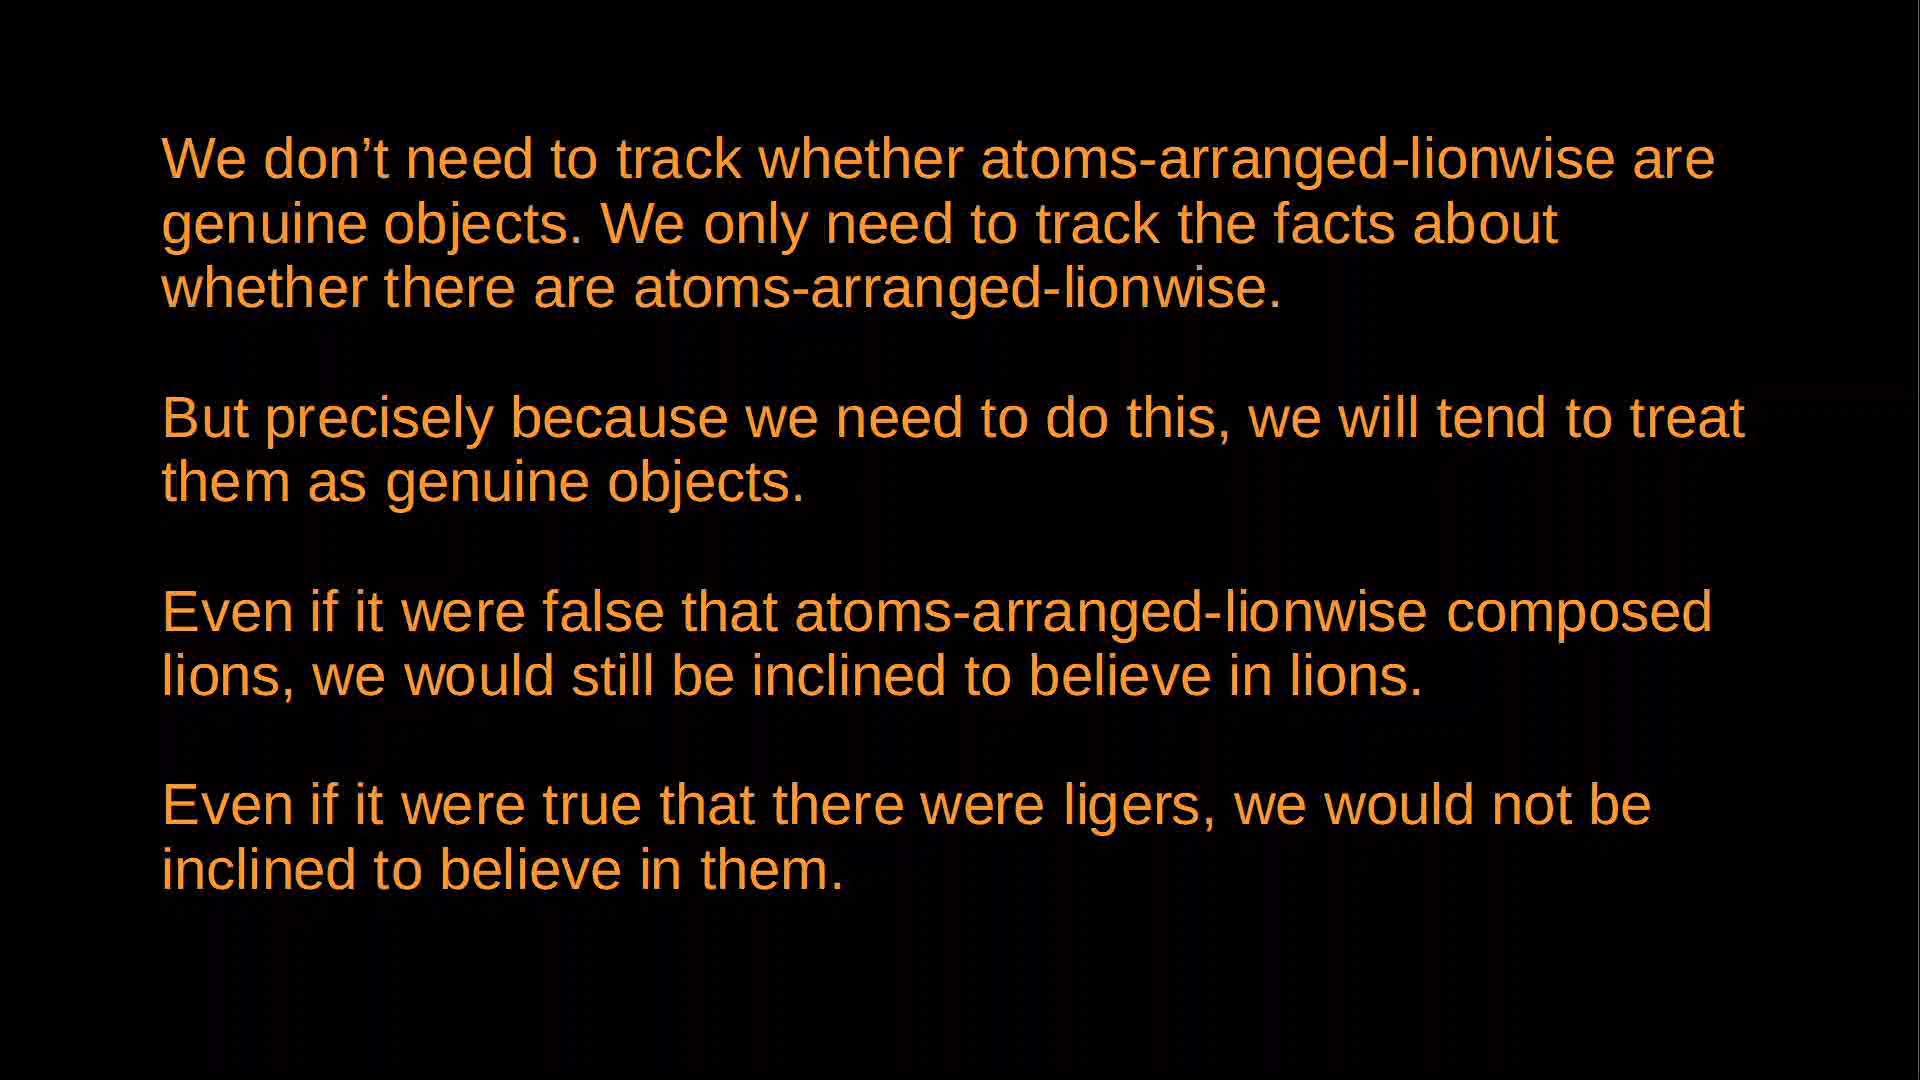 We don’t need to track whether atoms-arranged-lionwise are
genuine objects. We only need to track the facts about
whether there are atoms-arranged-lionwise.
But precisely because we need to do this, we will tend to treat
them as genuine objects.
Even if it were false that atoms-arranged-lionwise composed
lions, we would still be inclined to believe in lions.
Even if it were true that there were ligers, we would not be
inclined to believe in them.